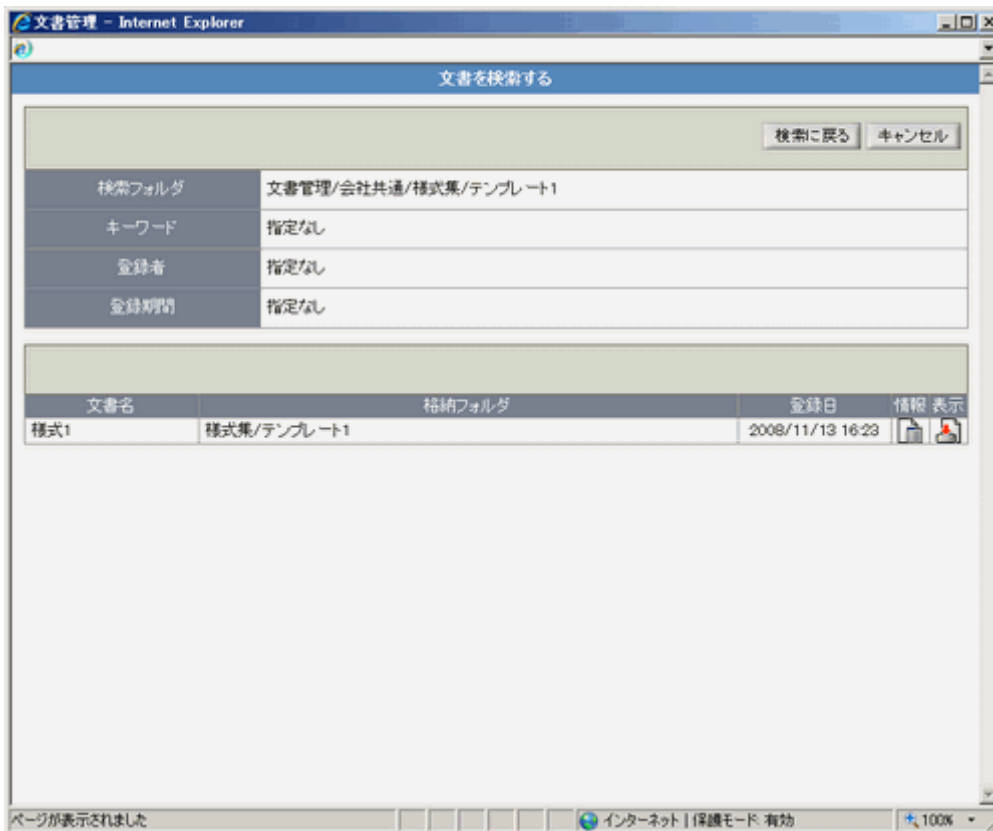 文書管理 - Internet Explorer
文書を検索する
検索に戻る キャンセル
検索フォルダ 文書管理/会社共通/様式集/テンプレート1
キーワード 指定なし
登録者 指定なし
登録期間 指定なし
文書名 格納フォルダ 登録日 情報 表示
様式1 様式集/テンプレート1 2008/11/13 16:23
ページが表示されました インターネット | 保護モード: 有効 100%